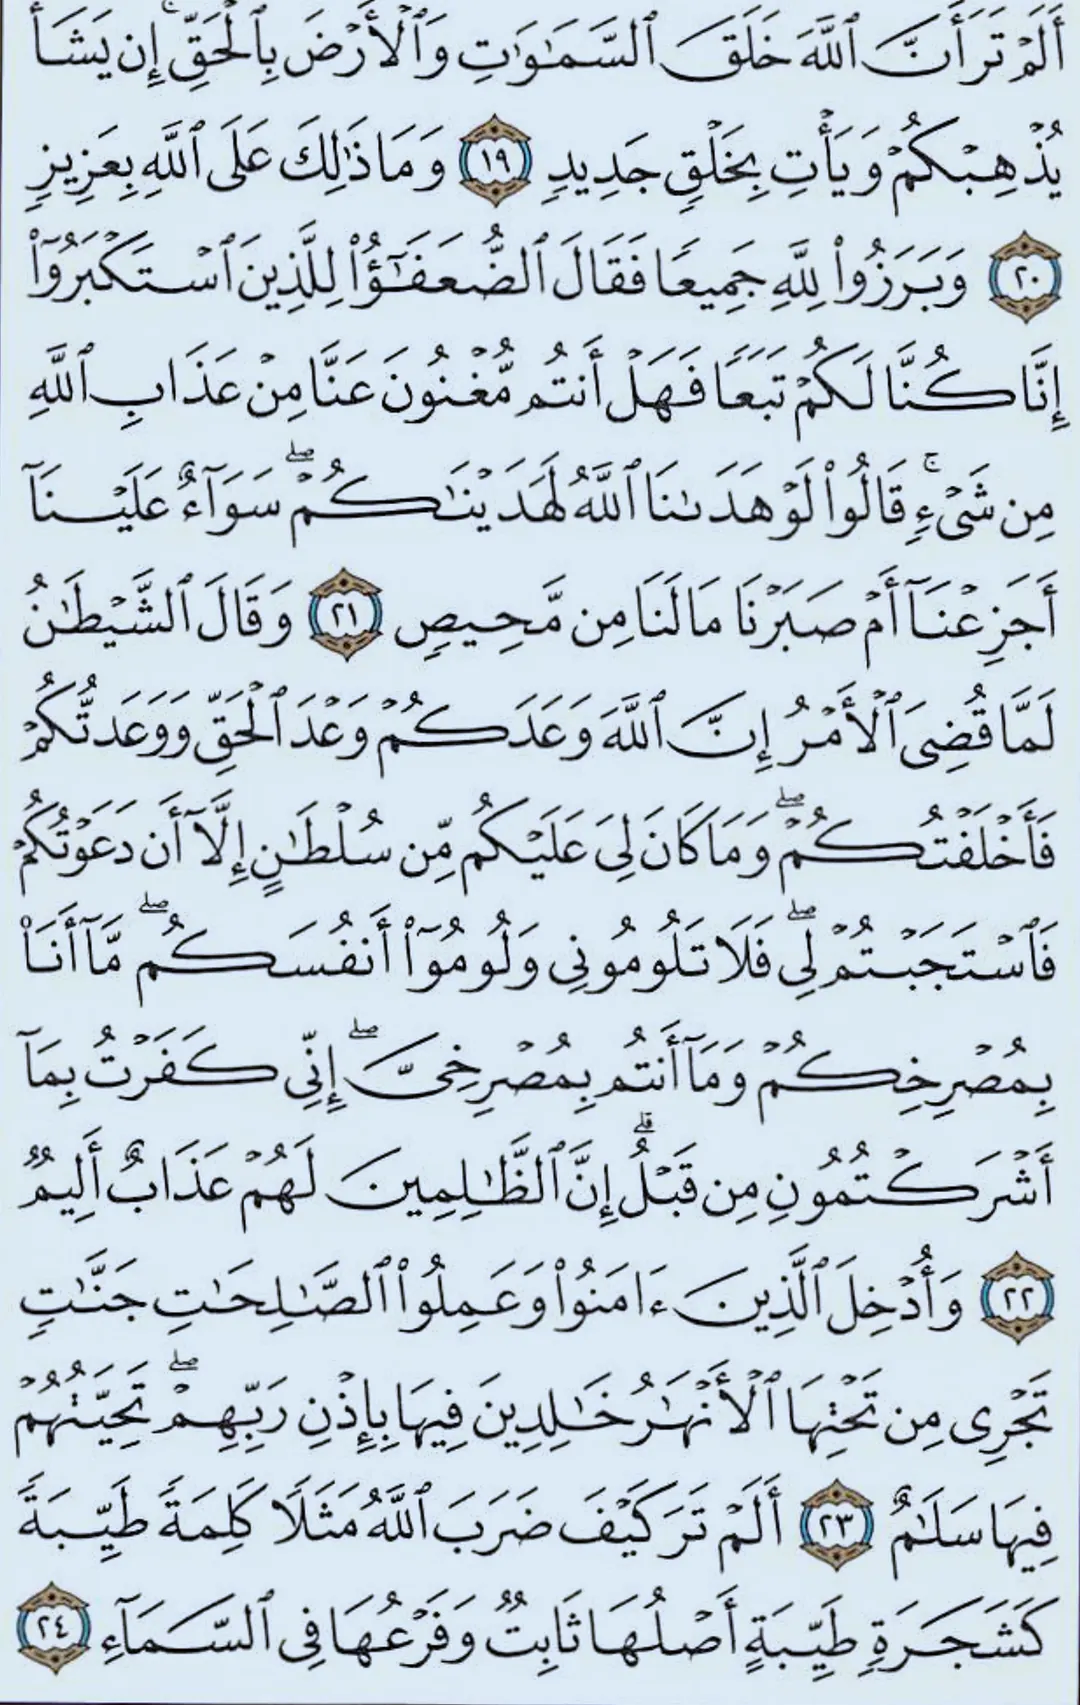 أَلَمْ تَرَ أَنَّ ٱللَّهَ خَلَقَ ٱلسَّمَٰوَٰتِ وَٱلْأَرْضَ بِٱلْحَقِّۚ إِن يَشَأْ
يُذْهِبْكُمْ وَيَأْتِ بِخَلْقٍ جَدِيدٍ ١٩ وَمَا ذَٰلِكَ عَلَى ٱللَّهِ بِعَزِيزٍ
٢٠ وَبَرَزُوا۟ لِلَّهِ جَمِيعًا فَقَالَ ٱلضُّعَفَٰٓؤُا۟ لِلَّذِينَ ٱسْتَكْبَرُوٓا۟
إِنَّا كُنَّا لَكُمْ تَبَعًا فَهَلْ أَنتُم مُّغْنُونَ عَنَّا مِنْ عَذَابِ ٱللَّهِ
مِن شَىْءٍۚ قَالُوا۟ لَوْ هَدَىٰنَا ٱللَّهُ لَهَدَيْنَٰكُمْۖ سَوَآءٌ عَلَيْنَآ
أَجَزِعْنَآ أَمْ صَبَرْنَا مَا لَنَا مِن مَّحِيصٍ ٢١ وَقَالَ ٱلشَّيْطَٰنُ
لَمَّا قُضِىَ ٱلْأَمْرُ إِنَّ ٱللَّهَ وَعَدَكُمْ وَعْدَ ٱلْحَقِّ وَوَعَدتُّكُمْ
فَأَخْلَفْتُكُمْۖ وَمَا كَانَ لِىَ عَلَيْكُم مِّن سُلْطَٰنٍ إِلَّآ أَن دَعَوْتُكُمْ
فَٱسْتَجَبْتُمْ لِىۖ فَلَا تَلُومُونِى وَلُومُوٓا۟ أَنفُسَكُمۖ مَّآ أَنَا۠
بِمُصْرِخِكُمْ وَمَآ أَنتُم بِمُصْرِخِىَّۖ إِنِّى كَفَرْتُ بِمَآ
أَشْرَكْتُمُونِ مِن قَبْلُۗ إِنَّ ٱلظَّٰلِمِينَ لَهُمْ عَذَابٌ أَلِيمٌ
٢٢ وَأُدْخِلَ ٱلَّذِينَ ءَامَنُوا۟ وَعَمِلُوا۟ ٱلصَّٰلِحَٰتِ جَنَّٰتٍ
تَجْرِى مِن تَحْتِهَا ٱلْأَنْهَٰرُ خَٰلِدِينَ فِيهَا بِإِذْنِ رَبِّهِمْۖ تَحِيَّتُهُمْ
فِيهَا سَلَٰمٌ ٢٣ أَلَمْ تَرَ كَيْفَ ضَرَبَ ٱللَّهُ مَثَلًا كَلِمَةً طَيِّبَةً
كَشَجَرَةٍ طَيِّبَةٍ أَصْلُهَا ثَابِتٌ وَفَرْعُهَا فِى ٱلسَّمَآءِ ٢٤